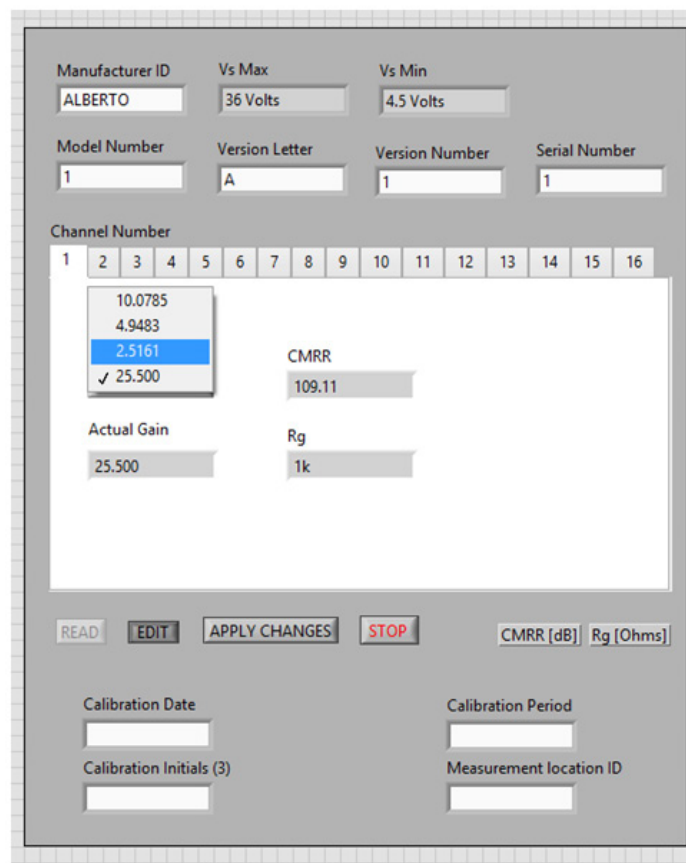 Manufacturer ID Vs Max Vs Min
ALBERTO 36 Volts 4.5 Volts
Model Number Version Letter Version Number Serial Number
1 A 1 1
Channel Number
1 2 3 4 5 6 7 8 9 10 11 12 13 14 15 16
10.0785
4.9483
2.5161
✓ 25.500
CMRR
109.11
Actual Gain Rg
25.500 1k
READ EDIT APPLY CHANGES STOP CMRR [dB] Rg [Ohms]
Calibration Date Calibration Period
Calibration Initials (3) Measurement location ID